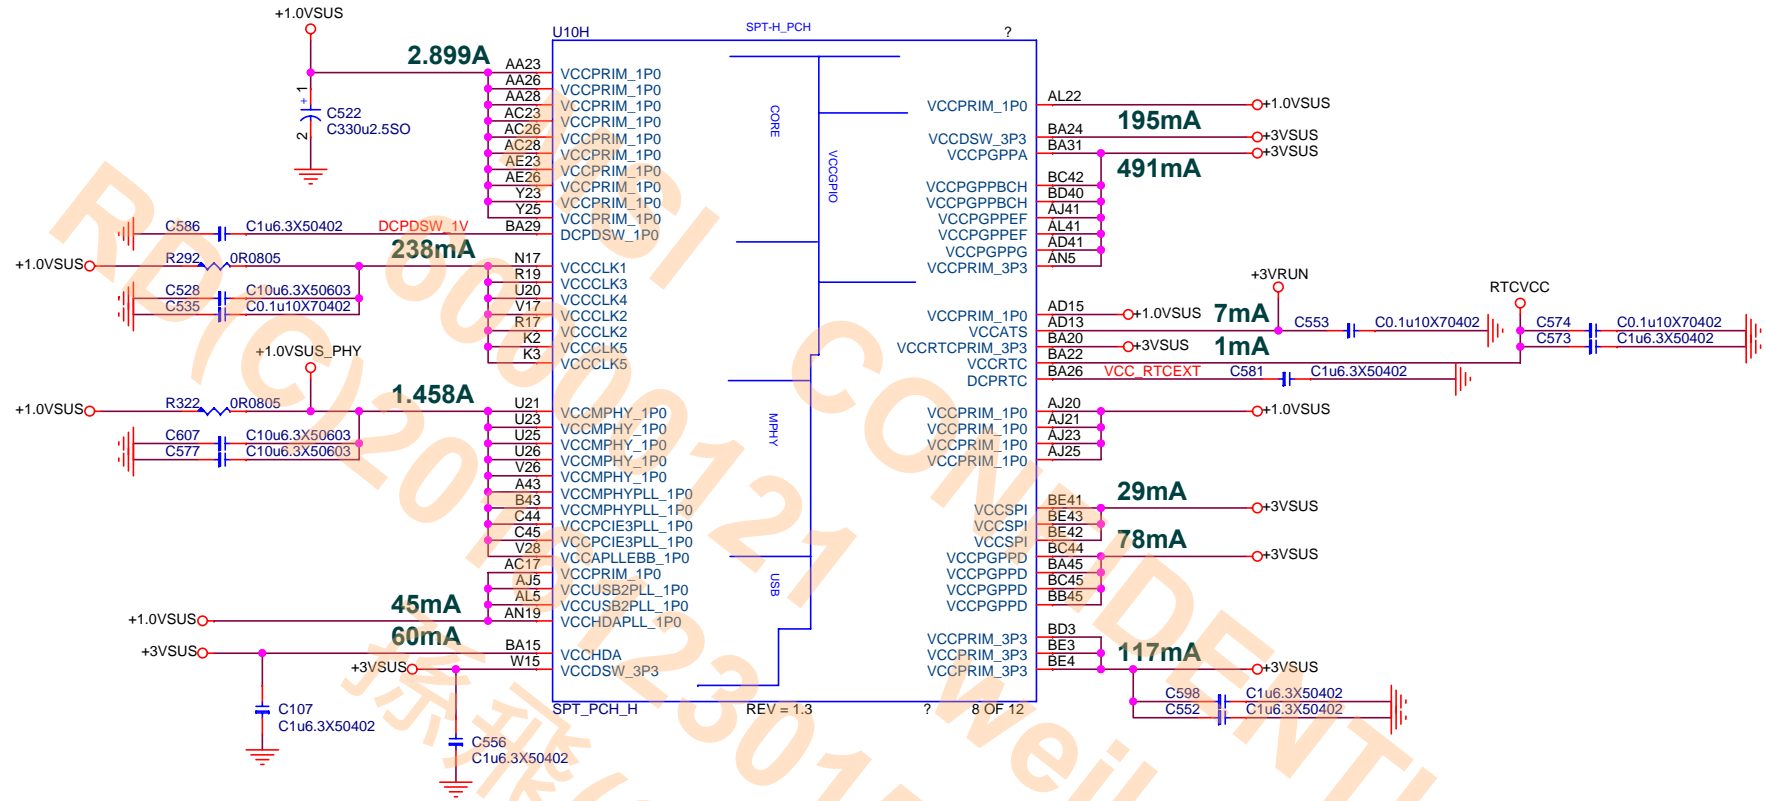 +1.0VSUS
U10H
SPT-H_PCH
?
2.899A
C522
C330u2.5SO
1
+
2
AA23 VCCPRIM_1P0
AA26 VCCPRIM_1P0
AA28 VCCPRIM_1P0
AC23 VCCPRIM_1P0
AC26 VCCPRIM_1P0
AC28 VCCPRIM_1P0
AE23 VCCPRIM_1P0
AE26 VCCPRIM_1P0
Y23 VCCPRIM_1P0
Y25 VCCPRIM_1P0
C586 C1u6.3X50402 DCPDSW_1V BA29 DCPDSW_1P0
238mA
+1.0VSUS R292 0R0805 N17 VCCCLK1
R19 VCCCLK3
C528 C10u6.3X50603 U20 VCCCLK4
C535 C0.1u10X70402 V17 VCCCLK2
R17 VCCCLK2
K2 VCCCLK5
K3 VCCCLK5
+1.0VSUS_PHY
1.458A
+1.0VSUS R322 0R0805 U21 VCCMPHY_1P0
U23 VCCMPHY_1P0
C607 C10u6.3X50603 U25 VCCMPHY_1P0
C577 C10u6.3X50603 U26 VCCMPHY_1P0
V26 VCCMPHY_1P0
A43 VCCMPHYPLL_1P0
B43 VCCMPHYPLL_1P0
C44 VCCPCIE3PLL_1P0
C45 VCCPCIE3PLL_1P0
V28 VCCAPLLEBB_1P0
AC17 VCCPRIM_1P0
AJ5 VCCUSB2PLL_1P0
AL5 VCCUSB2PLL_1P0
45mA
+1.0VSUS AN19 VCCHDAPLL_1P0
60mA
+3VSUS BA15 VCCHDA
+3VSUS W15 VCCDSW_3P3
C107
C1u6.3X50402
C556
C1u6.3X50402
CORE
VCCGPIO
MPHY
USB
VCCPRIM_1P0 AL22 +1.0VSUS
VCCDSW_3P3 BA24 195mA +3VSUS
VCCPGPPA BA31 +3VSUS
491mA
VCCPGPPBCH BC42
VCCPGPPBCH BD40
VCCPGPPEF AJ41
VCCPGPPEF AL41
VCCPGPPG AD41
VCCPRIM_3P3 AN5
+3VRUN
RTCVCC
VCCPRIM_1P0 AD15 +1.0VSUS 7mA
VCCATS AD13 C553 C0.1u10X70402
C574 C0.1u10X70402
VCCRTCPRIM_3P3 BA20 +3VSUS 1mA
C573 C1u6.3X50402
VCCRTC BA22
DCPRTC BA26 VCC_RTCEXT C581 C1u6.3X50402
VCCPRIM_1P0 AJ20 +1.0VSUS
VCCPRIM_1P0 AJ21
VCCPRIM_1P0 AJ23
VCCPRIM_1P0 AJ25
29mA
VCCSPI BE41 +3VSUS
VCCSPI BE43
VCCSPI BE42
78mA
VCCPGPPD BC44 +3VSUS
VCCPGPPD BA45
VCCPGPPD BC45
VCCPGPPD BB45
VCCPRIM_3P3 BD3
VCCPRIM_3P3 BE3
117mA
VCCPRIM_3P3 BE4 +3VSUS
C598 C1u6.3X50402
C552 C1u6.3X50402
SPT_PCH_H
REV = 1.3
?
8 OF 12
MSI CONFIDENTI